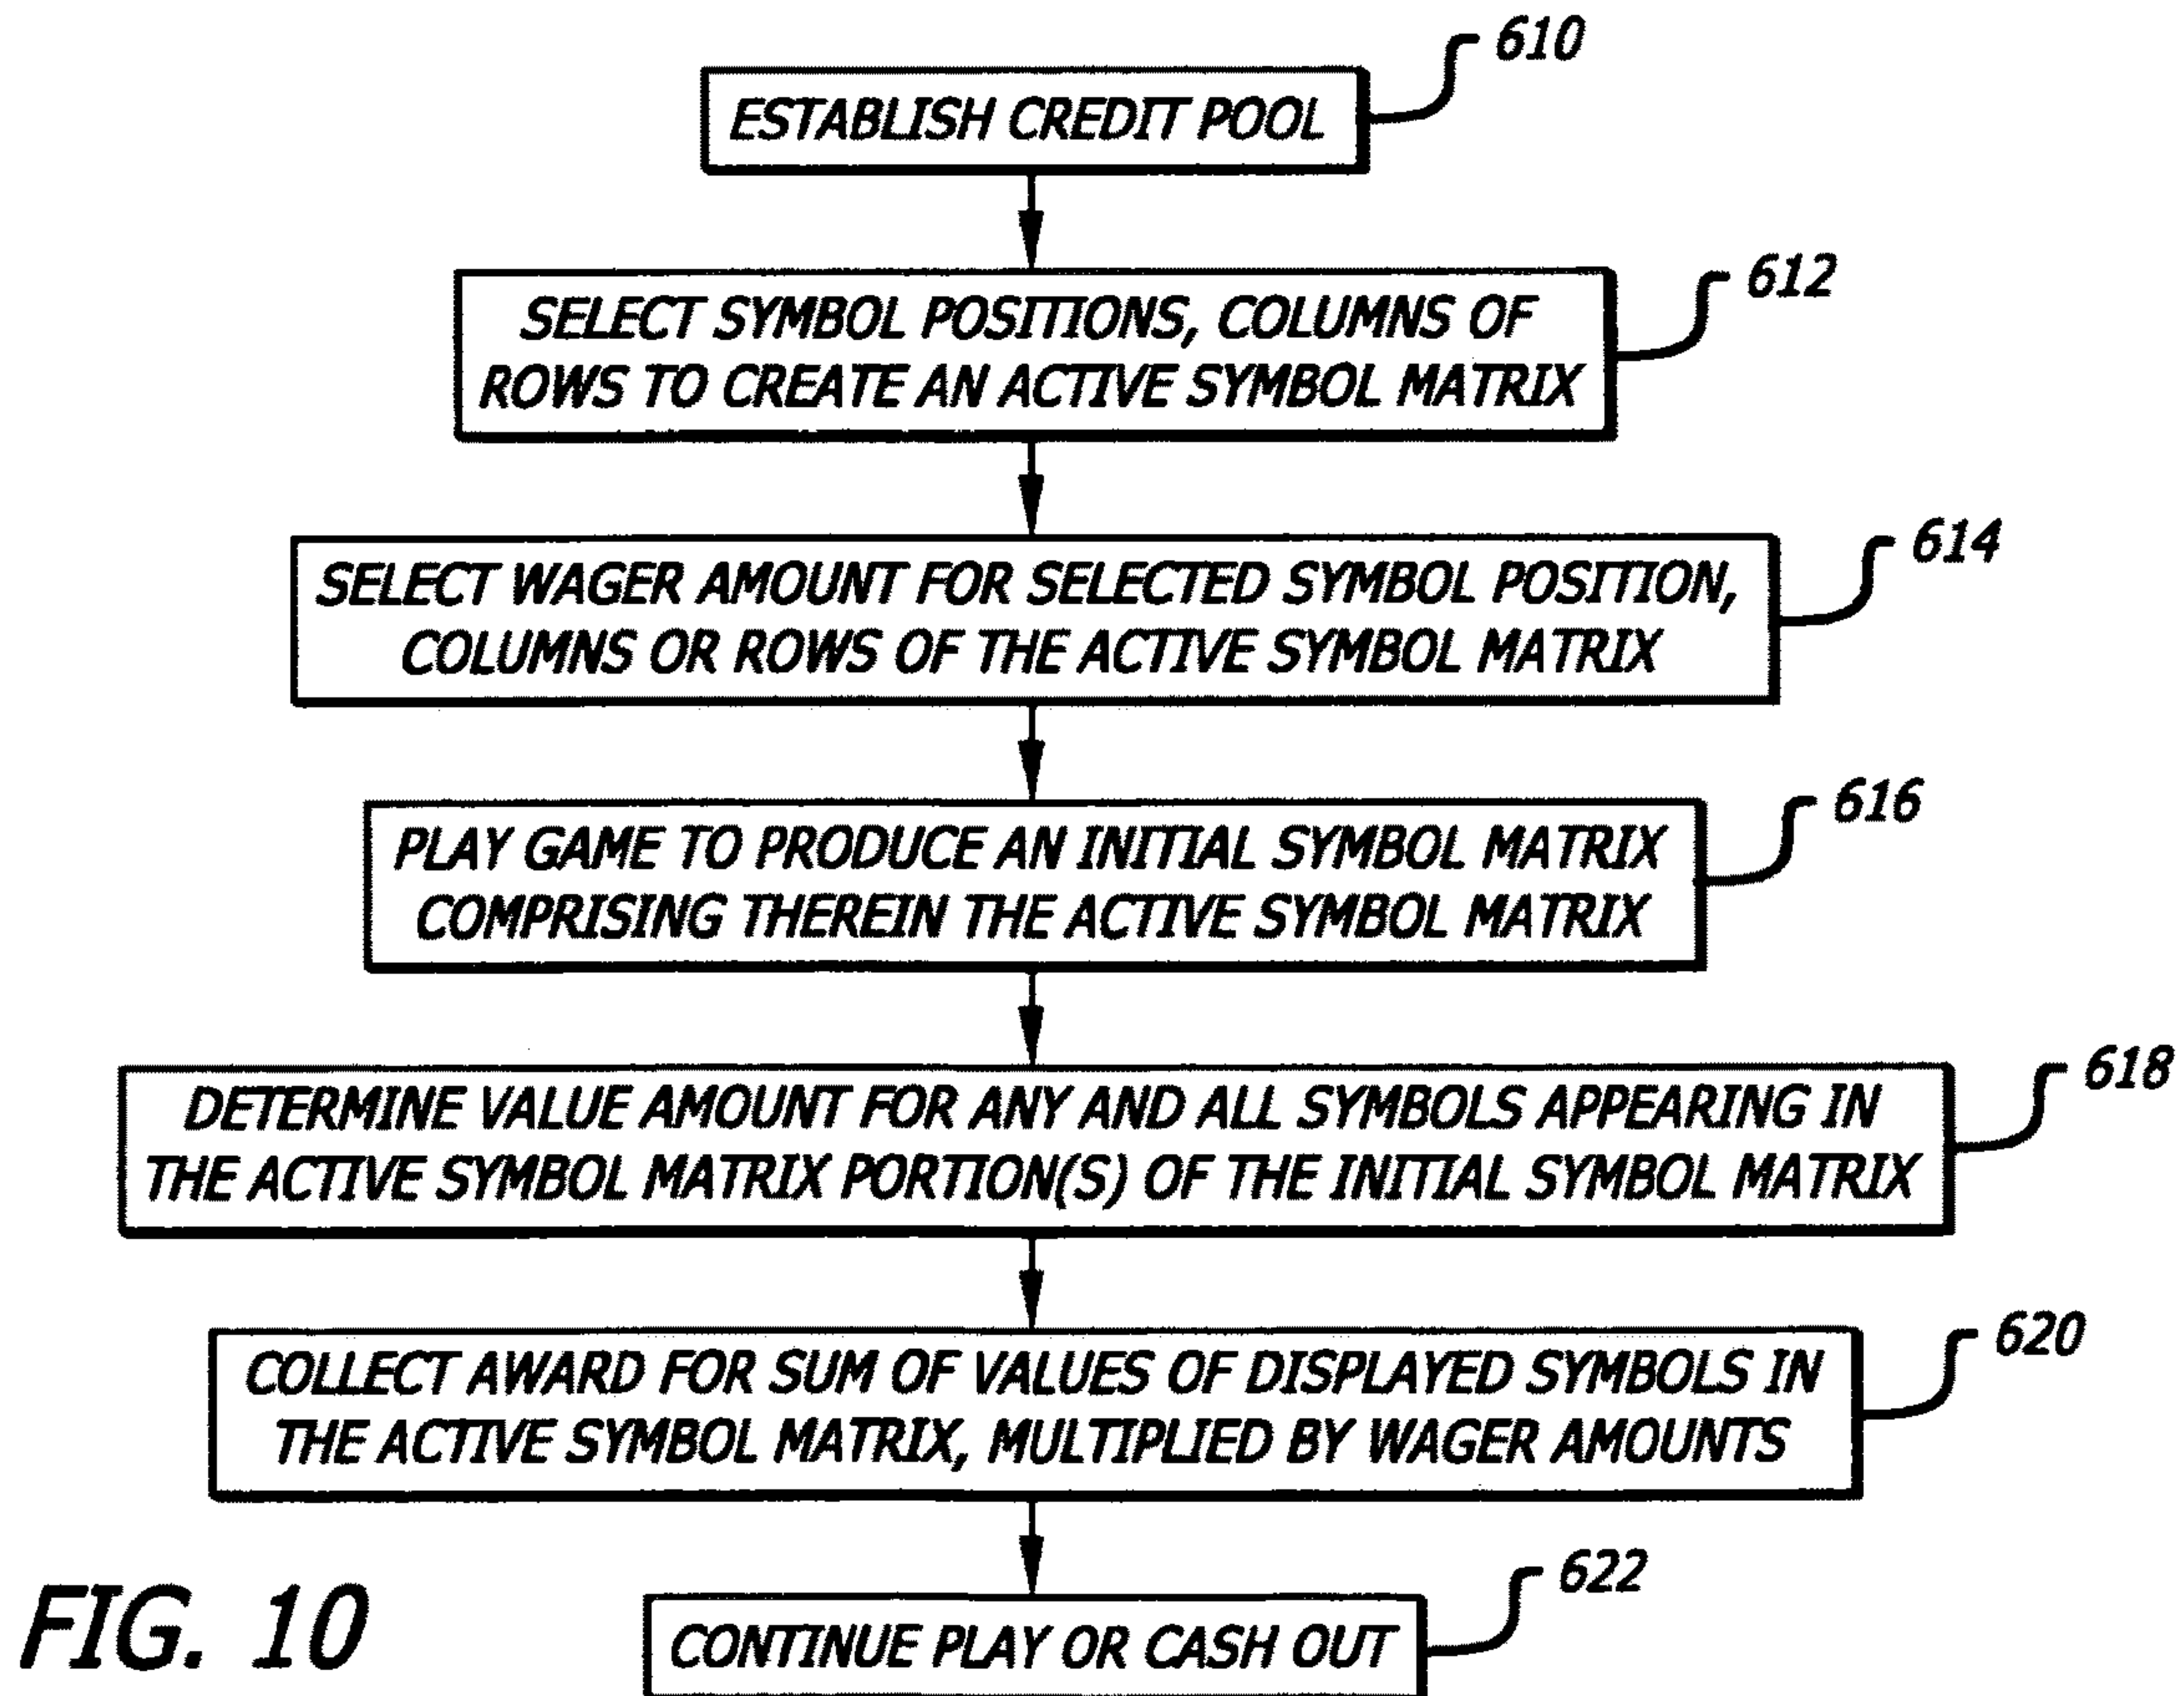 610
ESTABLISH CREDIT POOL
612
SELECT SYMBOL POSITIONS, COLUMNS OF
ROWS TO CREATE AN ACTIVE SYMBOL MATRIX
614
SELECT WAGER AMOUNT FOR SELECTED SYMBOL POSITION,
COLUMNS OR ROWS OF THE ACTIVE SYMBOL MATRIX
616
PLAY GAME TO PRODUCE AN INITIAL SYMBOL MATRIX
COMPRISING THEREIN THE ACTIVE SYMBOL MATRIX
618
DETERMINE VALUE AMOUNT FOR ANY AND ALL SYMBOLS APPEARING IN
THE ACTIVE SYMBOL MATRIX PORTION(S) OF THE INITIAL SYMBOL MATRIX
620
COLLECT AWARD FOR SUM OF VALUES OF DISPLAYED SYMBOLS IN
THE ACTIVE SYMBOL MATRIX, MULTIPLIED BY WAGER AMOUNTS
622
CONTINUE PLAY OR CASH OUT
FIG. 10